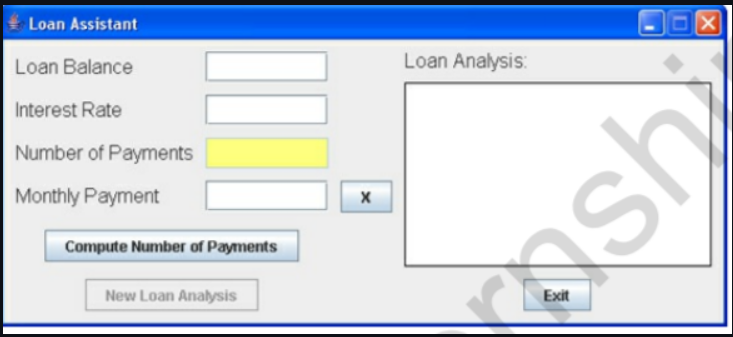 Loan Assistant
Loan Balance
Interest Rate
Number of Payments
Monthly Payment
X
Compute Number of Payments
New Loan Analysis
Loan Analysis:
Exit